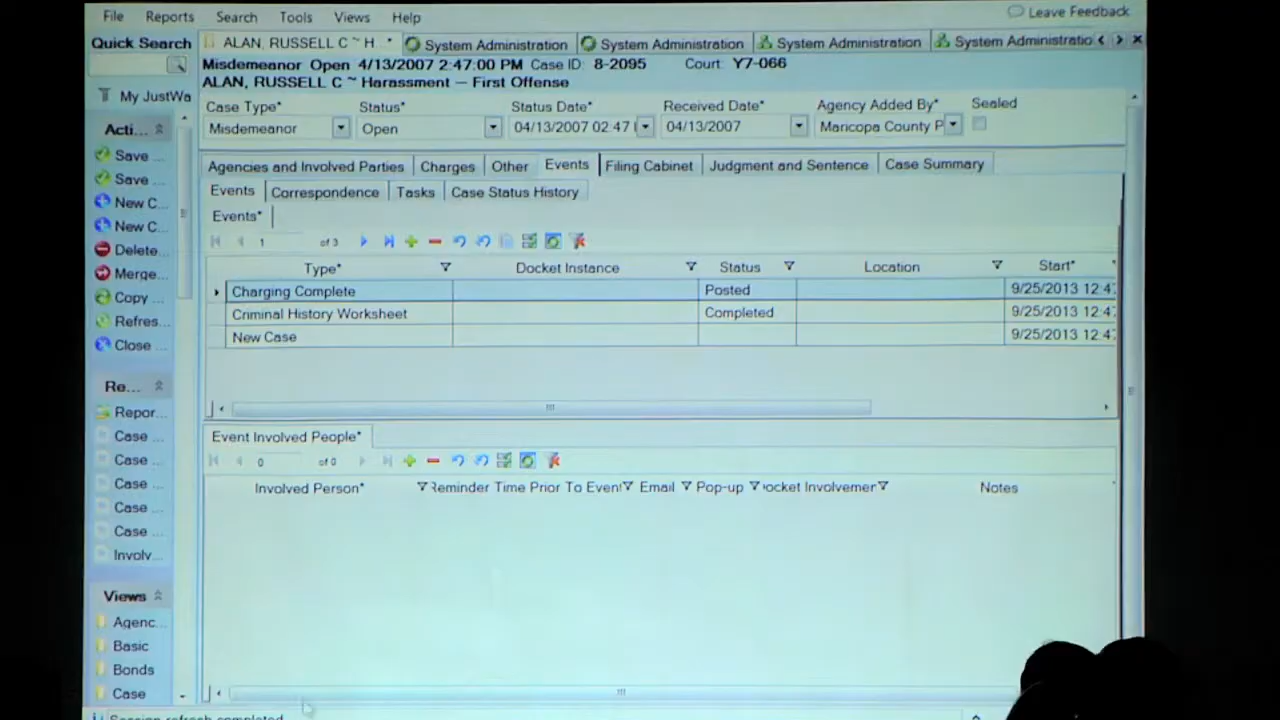 File Reports Search Tools Views Help Leave Feedback
Quick Search ALAN, RUSSELL C ~ H * System Administration System Administration System Administration System Administratio
Misdemeanor Open 4/13/2007 2:47:00 PM Case ID: 8-2095 Court: Y7-066
ALAN, RUSSELL C ~ Harassment – First Offense
My JustWa
Case Type* Status* Status Date* Received Date* Agency Added By* Sealed
Misdemeanor Open 04/13/2007 02:47 04/13/2007 Maricopa County P
Acti...
Save ...
Save ...
New C...
New C...
Delete...
Merge...
Copy ...
Refres...
Close ...
Re...
Repor...
Case ...
Case ...
Case ...
Case ...
Case ...
Involv...
Views
Agenc...
Basic
Bonds
Case
Agencies and Involved Parties Charges Other Events Filing Cabinet Judgment and Sentence Case Summary
Events Correspondence Tasks Case Status History
Events*
1 of 3
Type* Docket Instance Status Location Start*
Charging Complete Posted 9/25/2013 12:4
Criminal History Worksheet Completed 9/25/2013 12:4
New Case 9/25/2013 12:4
Event Involved People*
0 of 0
Involved Person* Reminder Time Prior To Event Email Pop-up ocket Involvemen Notes
Session refresh completed